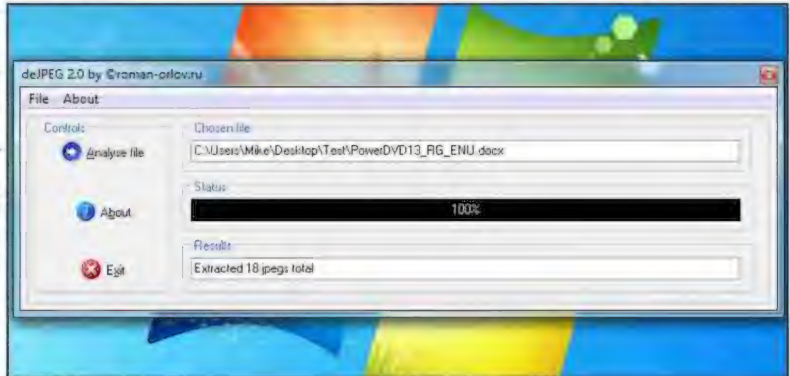 deJPEG 2.0 by ©roman-orlov.ru
File About
Controls
Analyse file
About
Exit
Chosen file
C:\Users\Mike\Desktop\Test\PowerDVD13_RG_ENU.docx
Status
100%
Results
Extracted 18 jpegs total